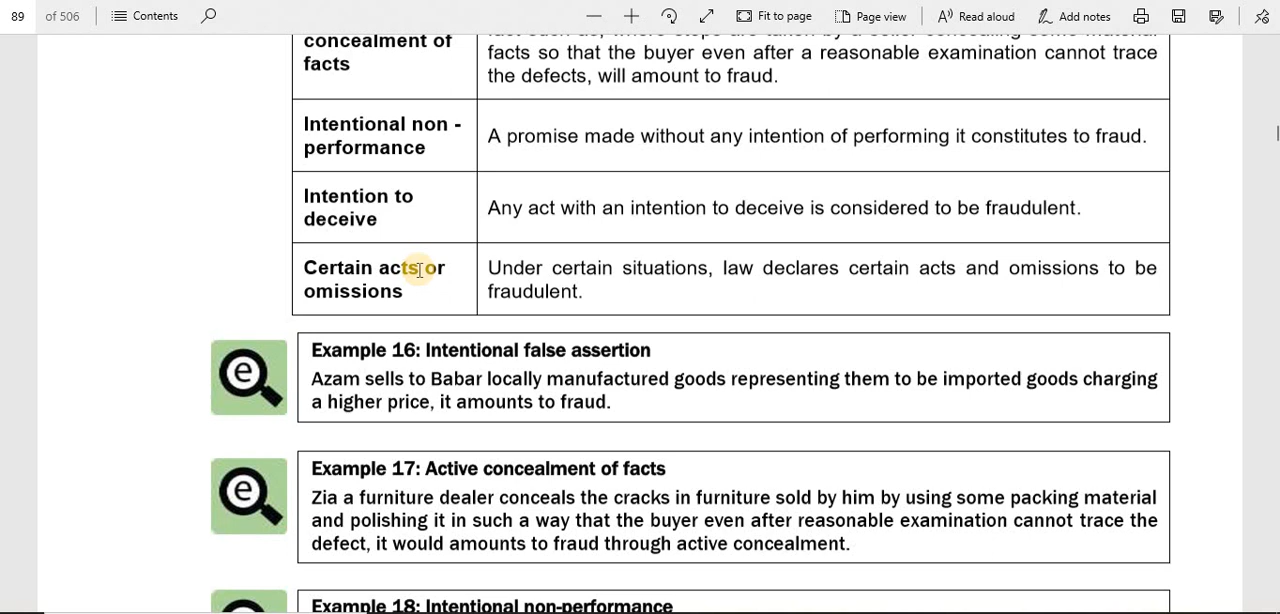 89 of 506 Contents Fit to page Page view Read aloud Add notes
concealment of
facts
facts so that the buyer even after a reasonable examination cannot trace
the defects, will amount to fraud.
Intentional non -
performance
A promise made without any intention of performing it constitutes to fraud.
Intention to
deceive
Any act with an intention to deceive is considered to be fraudulent.
Certain acts or
omissions
Under certain situations, law declares certain acts and omissions to be
fraudulent.
e
Example 16: Intentional false assertion
Azam sells to Babar locally manufactured goods representing them to be imported goods charging
a higher price, it amounts to fraud.
e
Example 17: Active concealment of facts
Zia a furniture dealer conceals the cracks in furniture sold by him by using some packing material
and polishing it in such a way that the buyer even after reasonable examination cannot trace the
defect, it would amounts to fraud through active concealment.
Example 18: Intentional non-performance